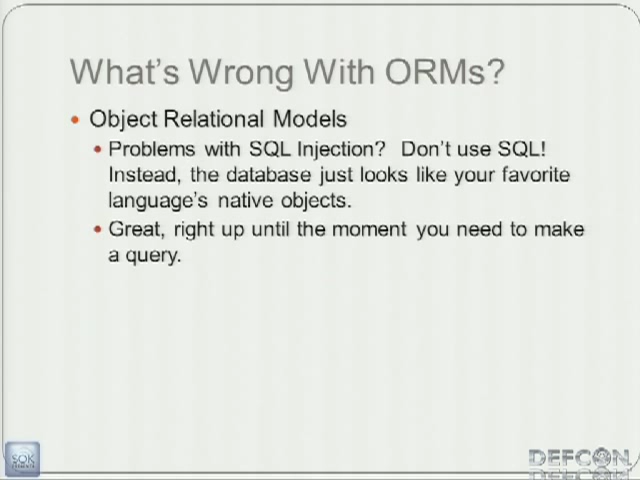 What's Wrong With ORMs?
Object Relational Models
Problems with SQL Injection? Don't use SQL!
Instead, the database just looks like your favorite
language's native objects.
Great, right up until the moment you need to make
a query.
SOK
DEFCON